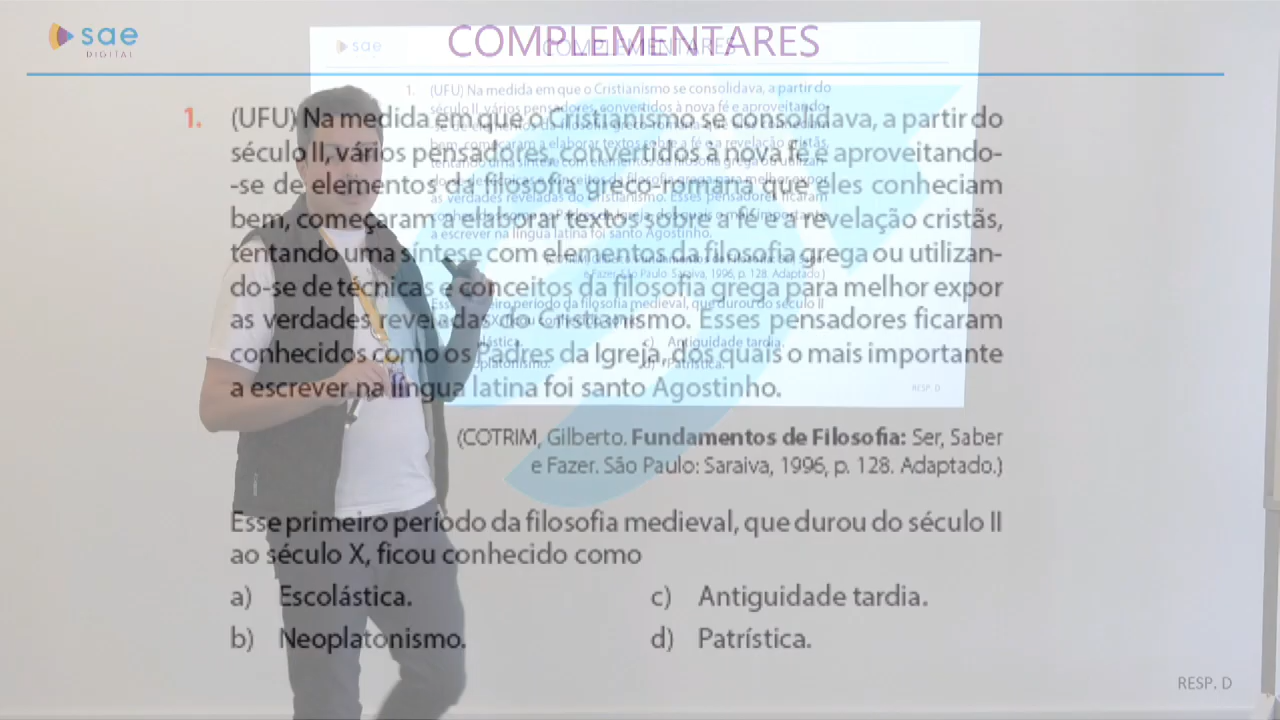 sae
DIGITAL
COMPLEMENTARES
1. (UFU) Na medida em que o Cristianismo se consolidava, a partir do
século II, vários pensadores, convertidos à nova fé e aproveitando-
-se de elementos da filosofia greco-romana que eles conheciam
bem, começaram a elaborar textos sobre a fé e a revelação cristãs,
tentando uma síntese com elementos da filosofia grega ou utilizan-
do-se de técnicas e conceitos da filosofia grega para melhor expor
as verdades reveladas do Cristianismo. Esses pensadores ficaram
conhecidos como os Padres da Igreja, dos quais o mais importante
a escrever na língua latina foi santo Agostinho.
(COTRIM, Gilberto. Fundamentos de Filosofia: Ser, Saber
e Fazer. São Paulo: Saraiva, 1996, p. 128. Adaptado.)
Esse primeiro período da filosofia medieval, que durou do século II
ao século X, ficou conhecido como
a) Escolástica.
b) Neoplatonismo.
c) Antiguidade tardia.
d) Patrística.
RESP. D